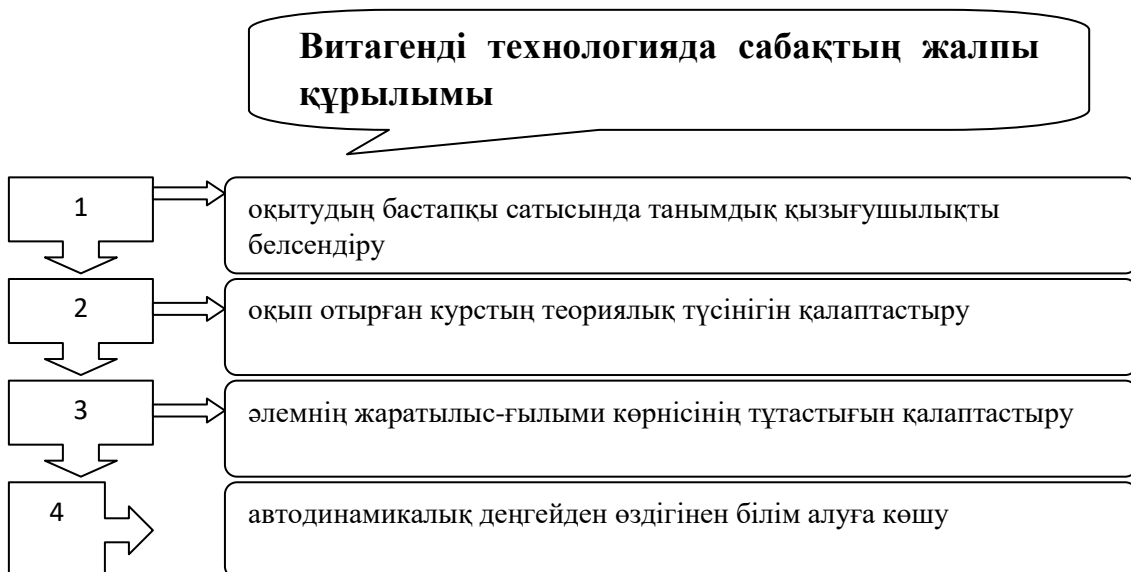 Витагенді технологияда сабақтың жалпы
құрылымы
1
оқытудың бастапқы сатысында танымдық қызығушылықты
белсендіру
2
оқып отырған курстың теориялық түсінігін қалаптастыру
3
әлемнің жаратылыс-ғылыми көрнісінің тұтастығын қалаптастыру
4
автодинамикалық деңгейден өздігінен білім алуға көшу